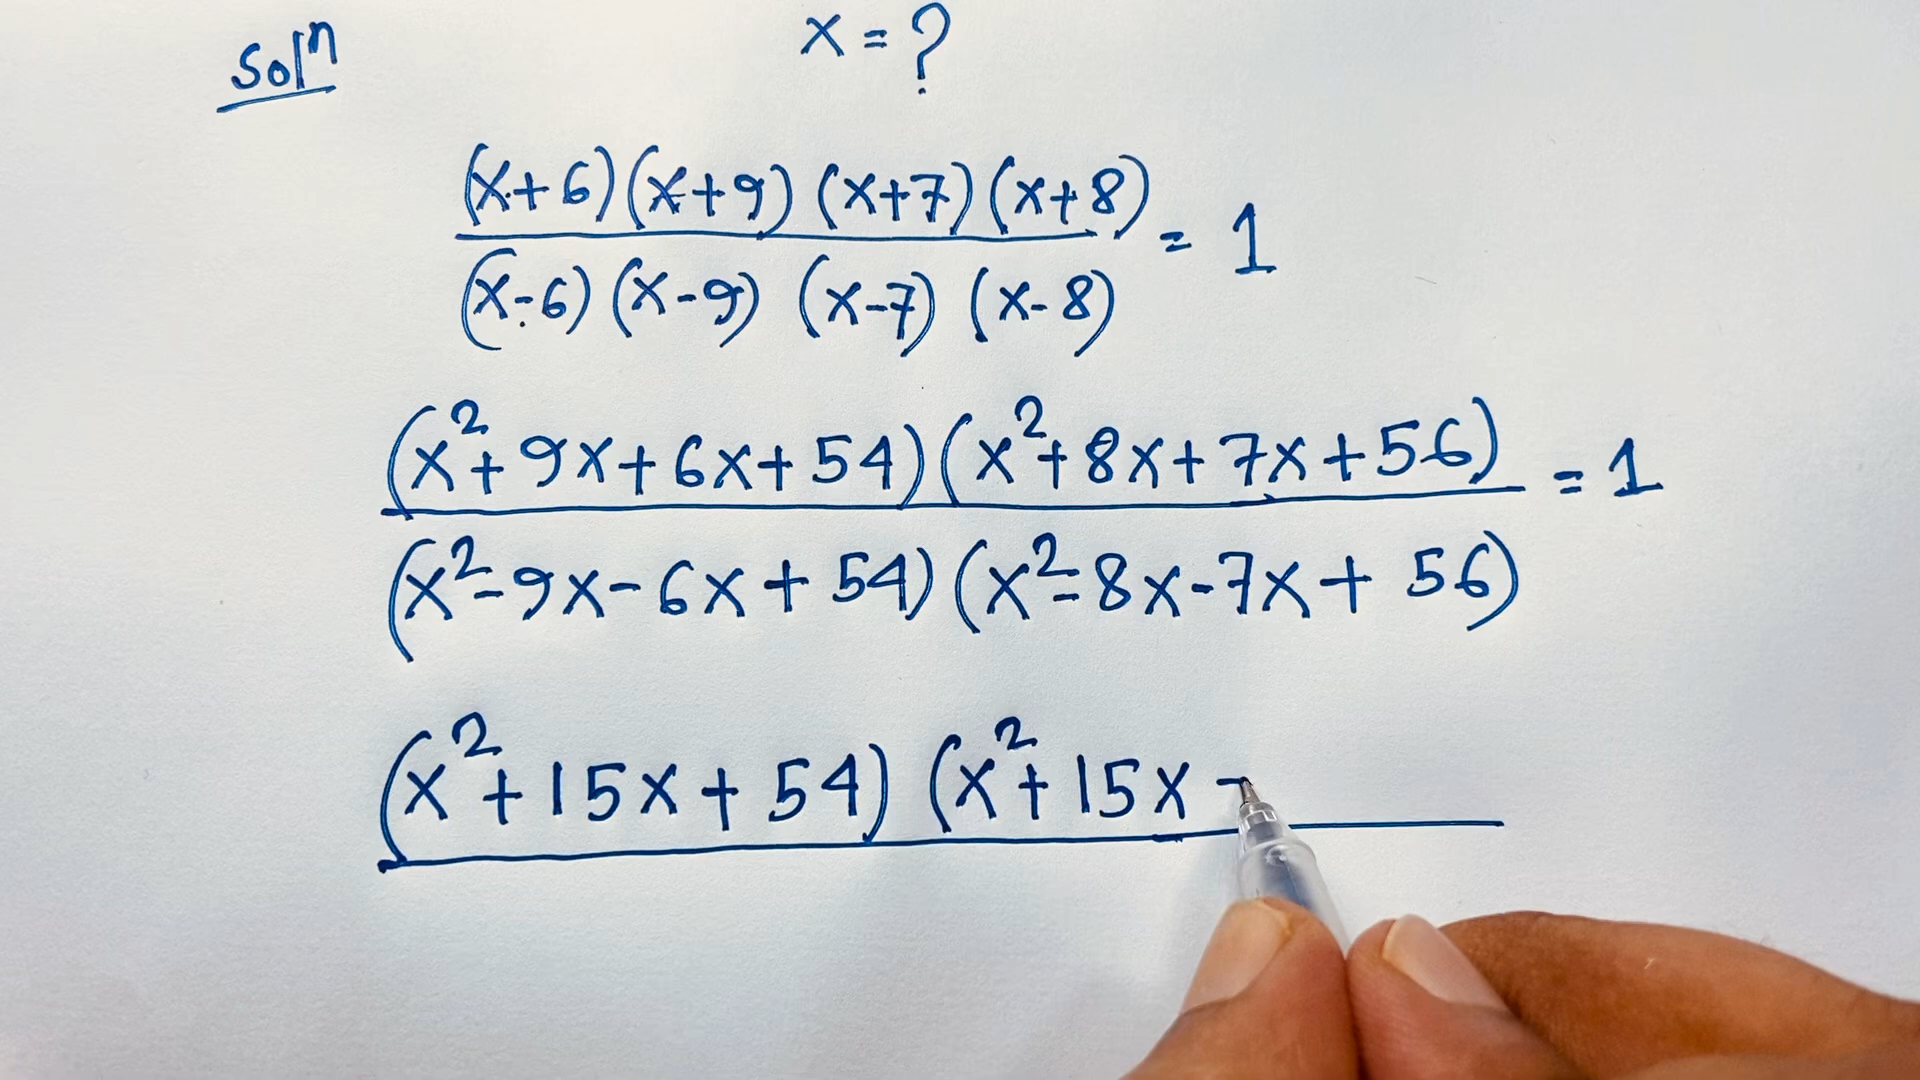 Solⁿ x = ?
(x+6)(x+9)(x+7)(x+8)
= 1
(x-6)(x-9)(x-7)(x-8)
(x²+9x+6x+54)(x²+8x+7x+56)
= 1
(x²-9x-6x+54)(x²-8x-7x+56)
(x²+15x+54)(x²+15x -